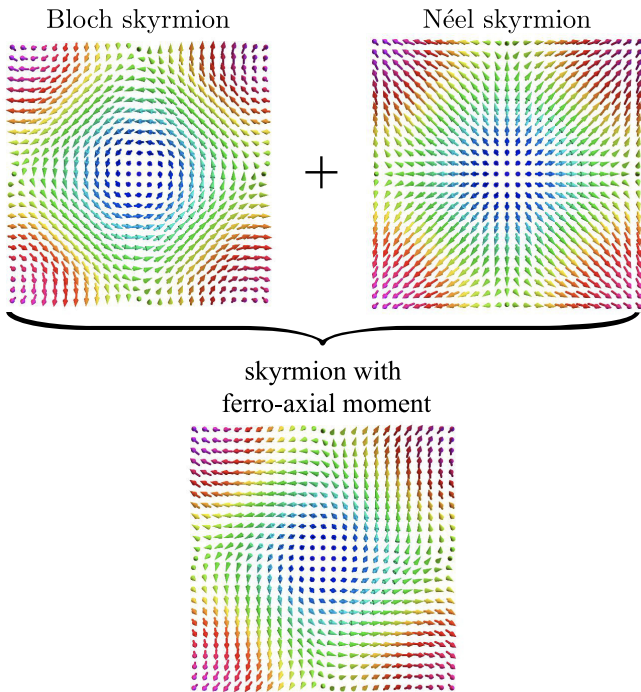 Bloch skyrmion
Néel skyrmion
+
skyrmion with
ferro-axial moment